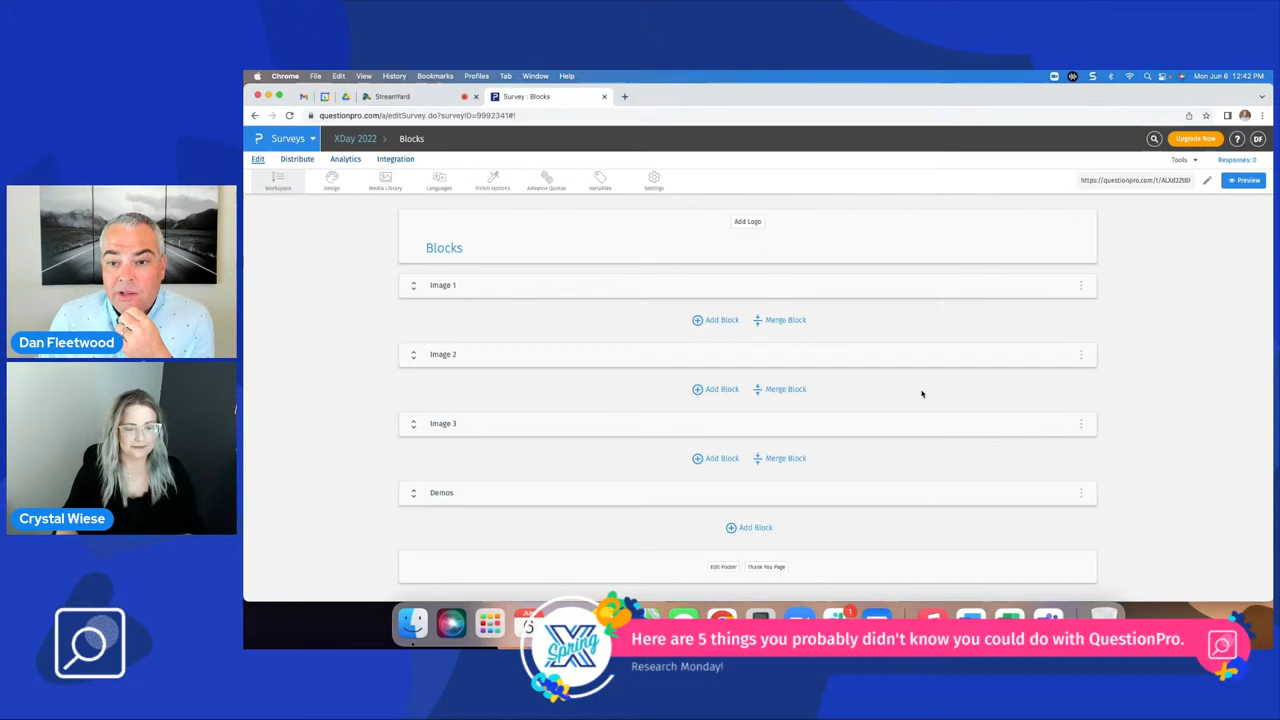 Chrome File Edit View History Bookmarks Profiles Tab Window Help
Mon Jun 6 12:42 PM
StreamYard
Survey : Blocks
questionpro.com/a/editSurvey.do?surveyID=9992341#!
Surveys
XDay 2022
Blocks
Upgrade Now
?
DF
Edit Distribute Analytics Integration
Tools
Responses: 0
Workspace
Design
Media Library
Languages
Finish Options
Advance Quotas
Variables
Settings
Preview
Add Logo
Blocks
Image 1
Add Block Merge Block
Image 2
Add Block Merge Block
Image 3
Add Block Merge Block
Demos
Add Block
Edit Footer Thank You Page
Dan Fleetwood
Crystal Wiese
6
1
X
Spring
Here are 5 things you probably didn't know you could do with QuestionPro.
Research Monday!